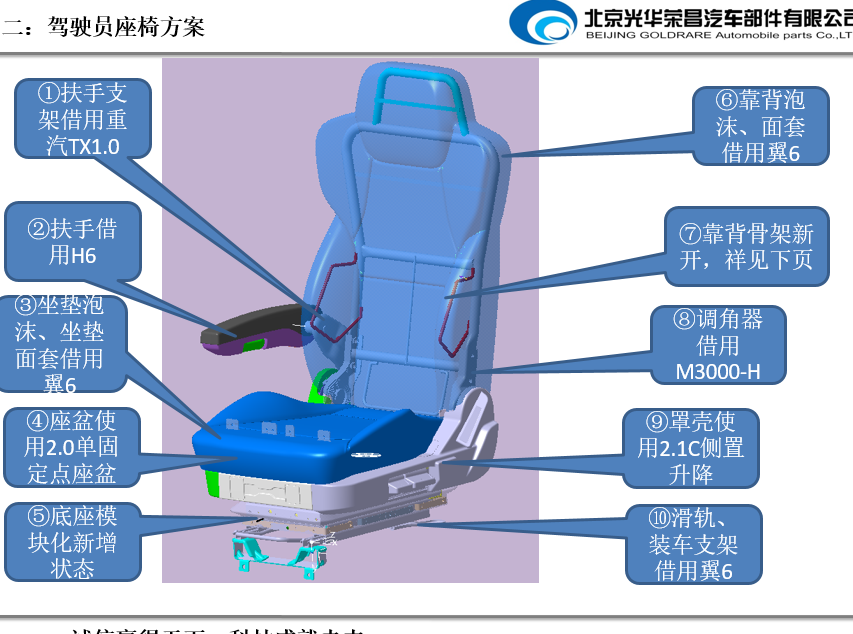 二：驾驶员座椅方案
北京光华荣昌汽车部件有限公司
BEIJING GOLDRARE Automobile parts Co.,LT
①扶手支
架借用重
汽TX1.0
②扶手借
用H6
③坐垫泡
沫、坐垫
面套借用
翼6
④座盆使
用2.0单固
定点座盆
⑤底座模
块化新增
状态
⑥靠背泡
沫、面套
借用翼6
⑦靠背骨架新
开，祥见下页
⑧调角器
借用
M3000-H
⑨罩壳使
用2.1C侧置
升降
⑩滑轨、
装车支架
借用翼6